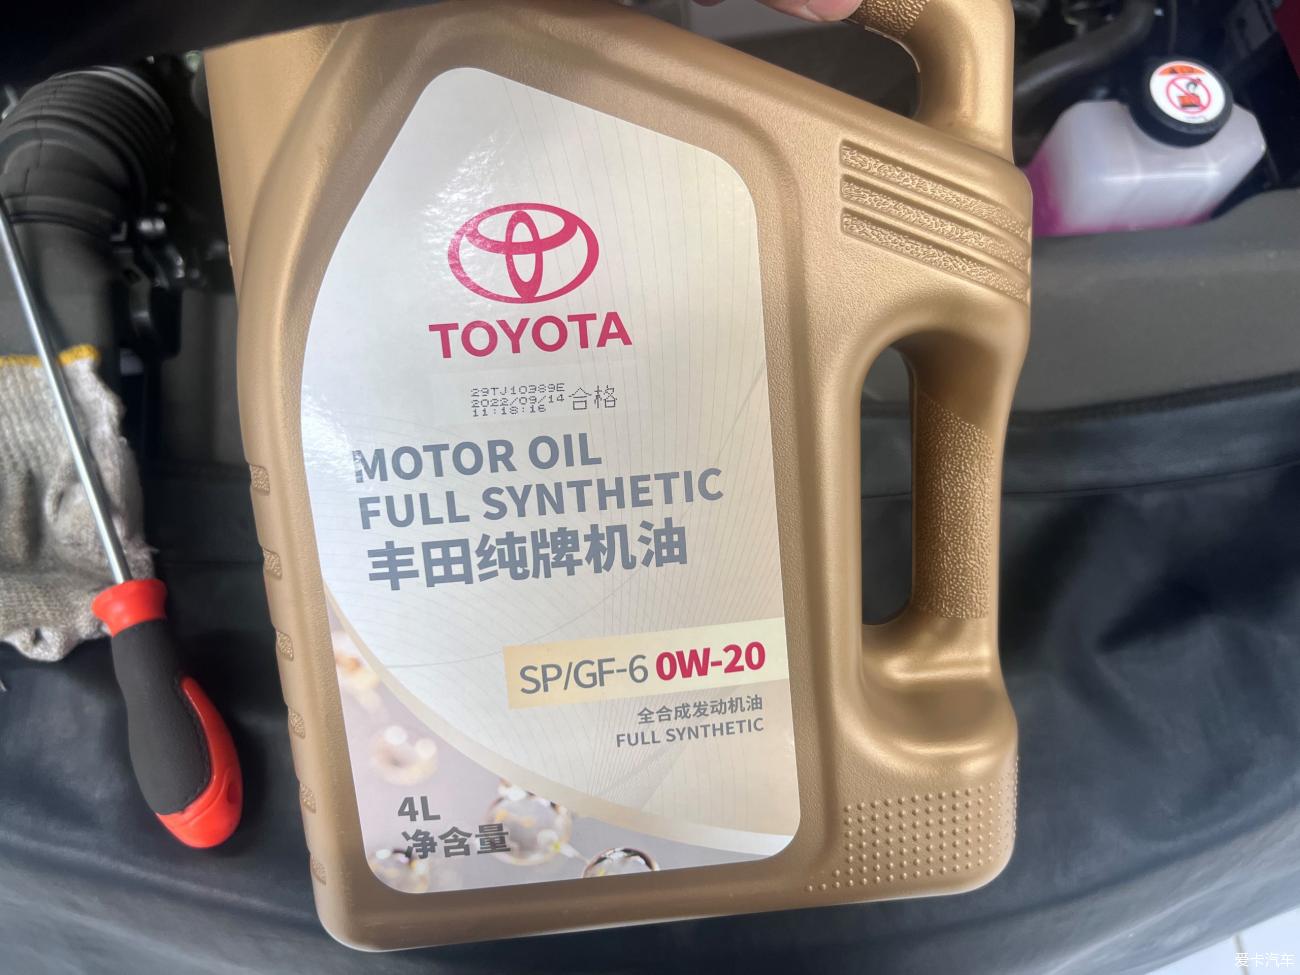 TOYOTA
29TJ10389E
2022/09/14 合格
11:18:16
MOTOR OIL
FULL SYNTHETIC
丰田纯牌机油
SP/GF-6 0W-20
全合成发动机油
FULL SYNTHETIC
4L
净含量
爱卡汽车